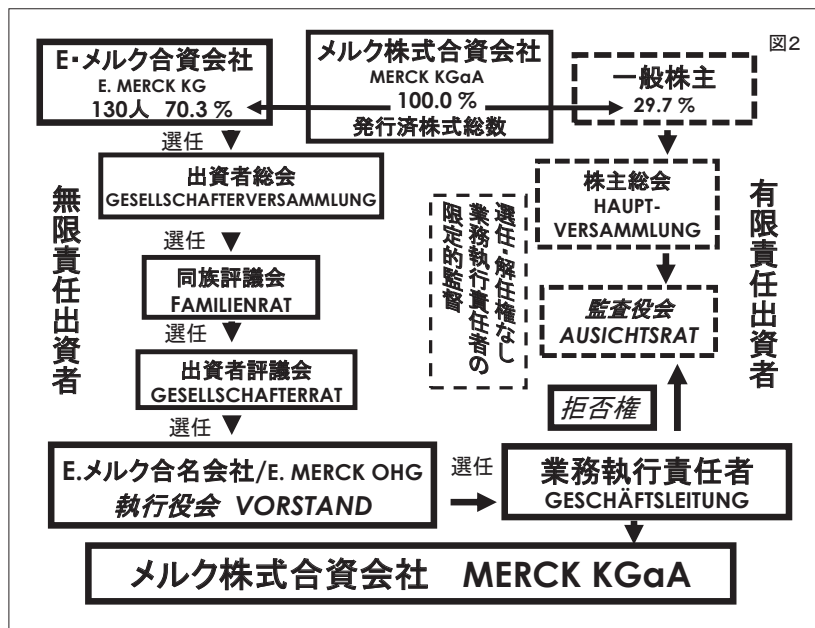 図2
E・メルク合資会社
E. MERCK KG
130人 70.3 %
メルク株式合資会社
MERCK KGaA
100.0 %
発行済株式総数
一般株主
29.7 %
選任
出資者総会
GESELLSCHAFTERVERSAMMLUNG
選任
同族評議会
FAMILIENRAT
選任
出資者評議会
GESELLSCHAFTERRAT
選任
無限責任出資者
選任・解任権なし
業務執行責任者の
限定的監督
株主総会
HAUPT-
VERSAMMLUNG
監査役会
AUSICHTSRAT
有限責任出資者
拒否権
E.メルク合名会社/E. MERCK OHG
執行役会 VORSTAND
選任
業務執行責任者
GESCHÄFTSLEITUNG
メルク株式合資会社 MERCK KGaA